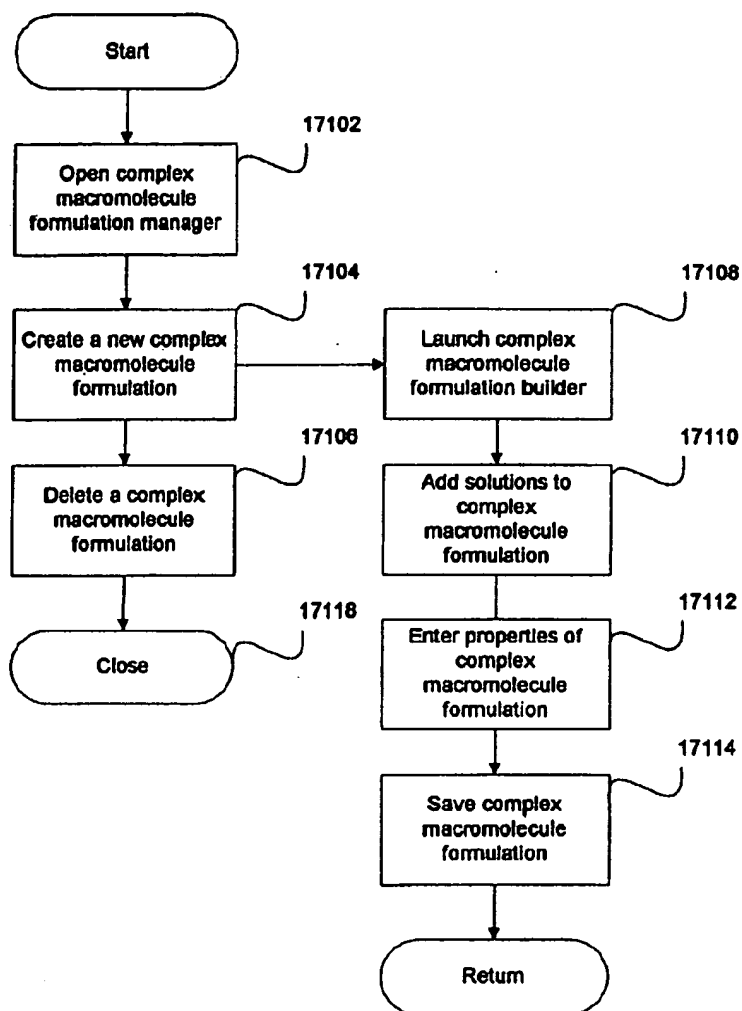 Start
17102
Open complex
macromolecule
formulation manager
17104
Create a new complex
macromolecule
formulation
17106
Delete a complex
macromolecule
formulation
17118
Close
17108
Launch complex
macromolecule
formulation builder
17110
Add solutions to
complex
macromolecule
formulation
17112
Enter properties of
complex
macromolecule
formulation
17114
Save complex
macromolecule
formulation
Return